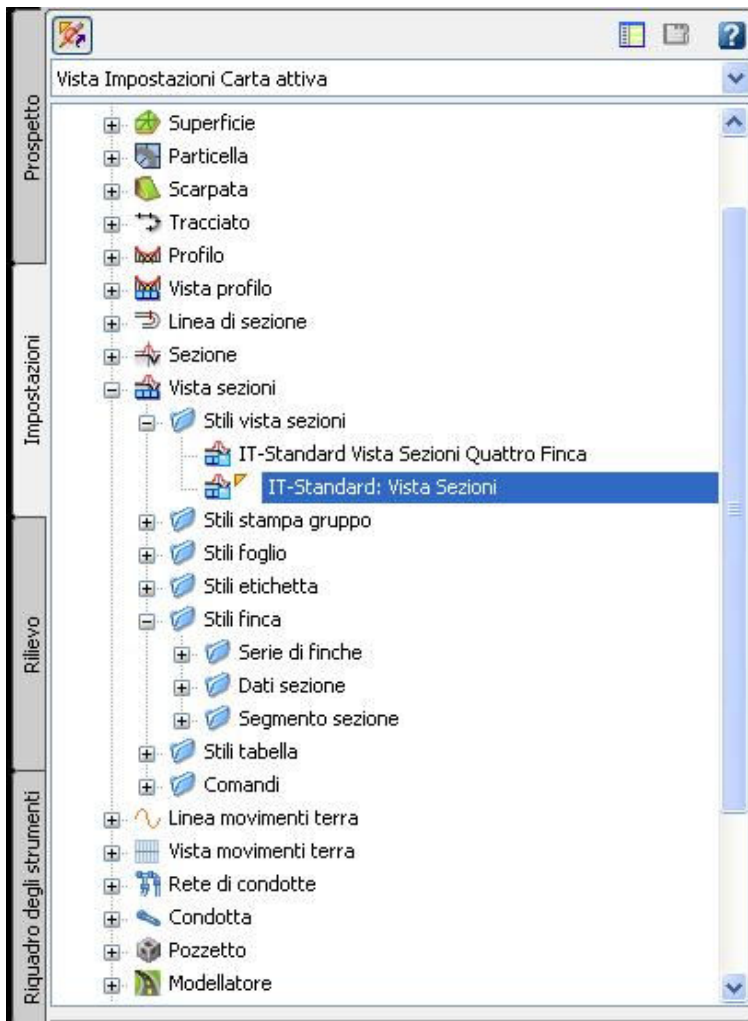 Vista Impostazioni Carta attiva
Superficie
Particella
Scarpata
Tracciato
Profilo
Vista profilo
Linea di sezione
Sezione
Vista sezioni
Stili vista sezioni
IT-Standard Vista Sezioni Quattro Finca
IT-Standard: Vista Sezioni
Stili stampa gruppo
Stili foglio
Stili etichetta
Stili finca
Serie di finche
Dati sezione
Segmento sezione
Stili tabella
Comandi
Linea movimenti terra
Vista movimenti terra
Rete di condotte
Condotta
Pozzetto
Modellatore
Prospetto
Impostazioni
Rilievo
Riquadro degli strumenti